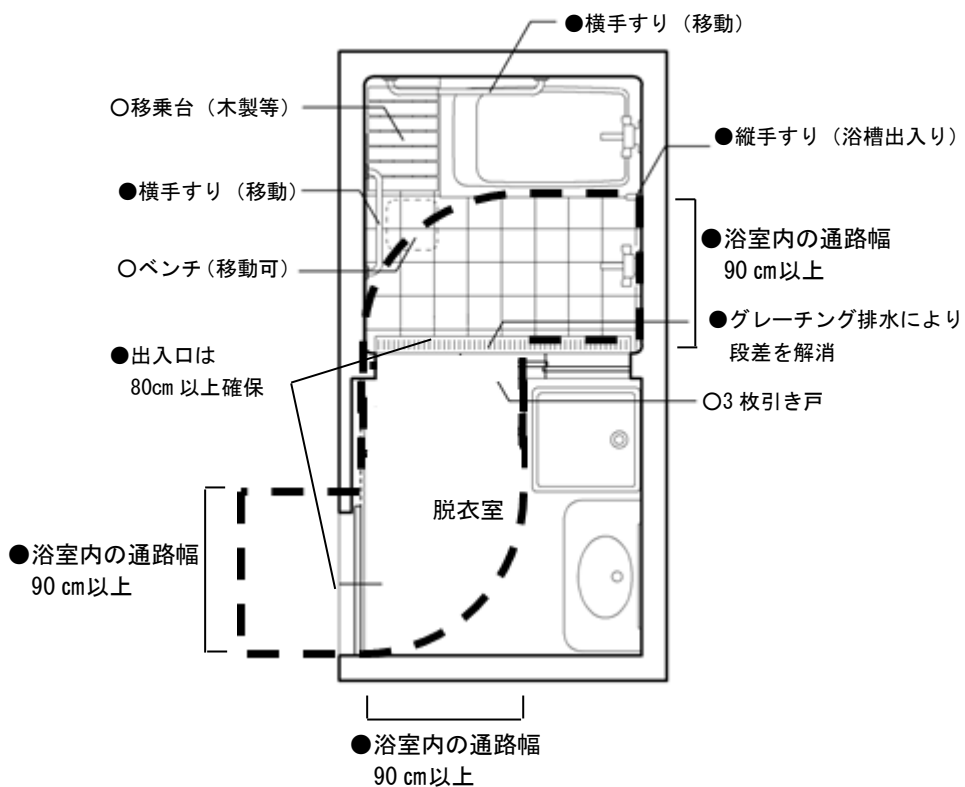 ●横手すり（移動）
○移乗台（木製等）
●縦手すり（浴槽出入り）
●横手すり（移動）
●浴室内の通路幅
90 cm以上
○ベンチ（移動可）
●グレーチング排水により
段差を解消
●出入口は
80cm 以上確保
○3 枚引き戸
脱衣室
●浴室内の通路幅
90 cm以上
●浴室内の通路幅
90 cm以上